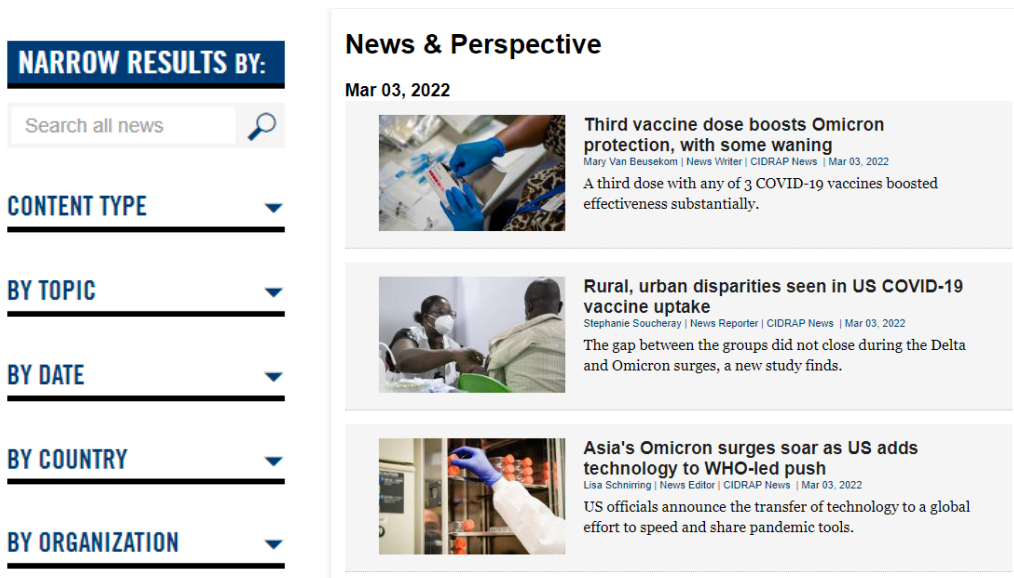 NARROW RESULTS BY:
Search all news
CONTENT TYPE
BY TOPIC
BY DATE
BY COUNTRY
BY ORGANIZATION
News & Perspective
Mar 03, 2022
Third vaccine dose boosts Omicron
protection, with some waning
Mary Van Beusekom | News Writer | CIDRAP News | Mar 03, 2022
A third dose with any of 3 COVID-19 vaccines boosted
effectiveness substantially.
Rural, urban disparities seen in US COVID-19
vaccine uptake
Stephanie Soucheray | News Reporter | CIDRAP News | Mar 03, 2022
The gap between the groups did not close during the Delta
and Omicron surges, a new study finds.
Asia's Omicron surges soar as US adds
technology to WHO-led push
Lisa Schnirring | News Editor | CIDRAP News | Mar 03, 2022
US officials announce the transfer of technology to a global
effort to speed and share pandemic tools.